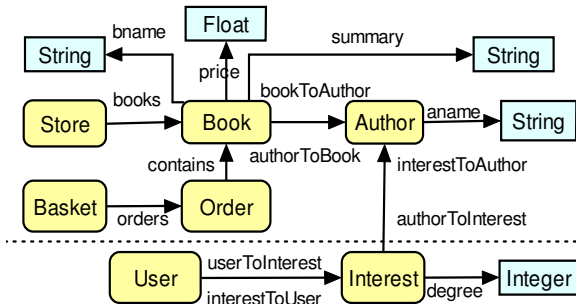 bname
Float
summary
String
price
String
books
bookToAuthor
aname
Store
Book
Author
String
contains
authorToBook
interestToAuthor
Basket
orders
Order
authorToInterest
User
userToInterest
interestToUser
Interest
degree
Integer